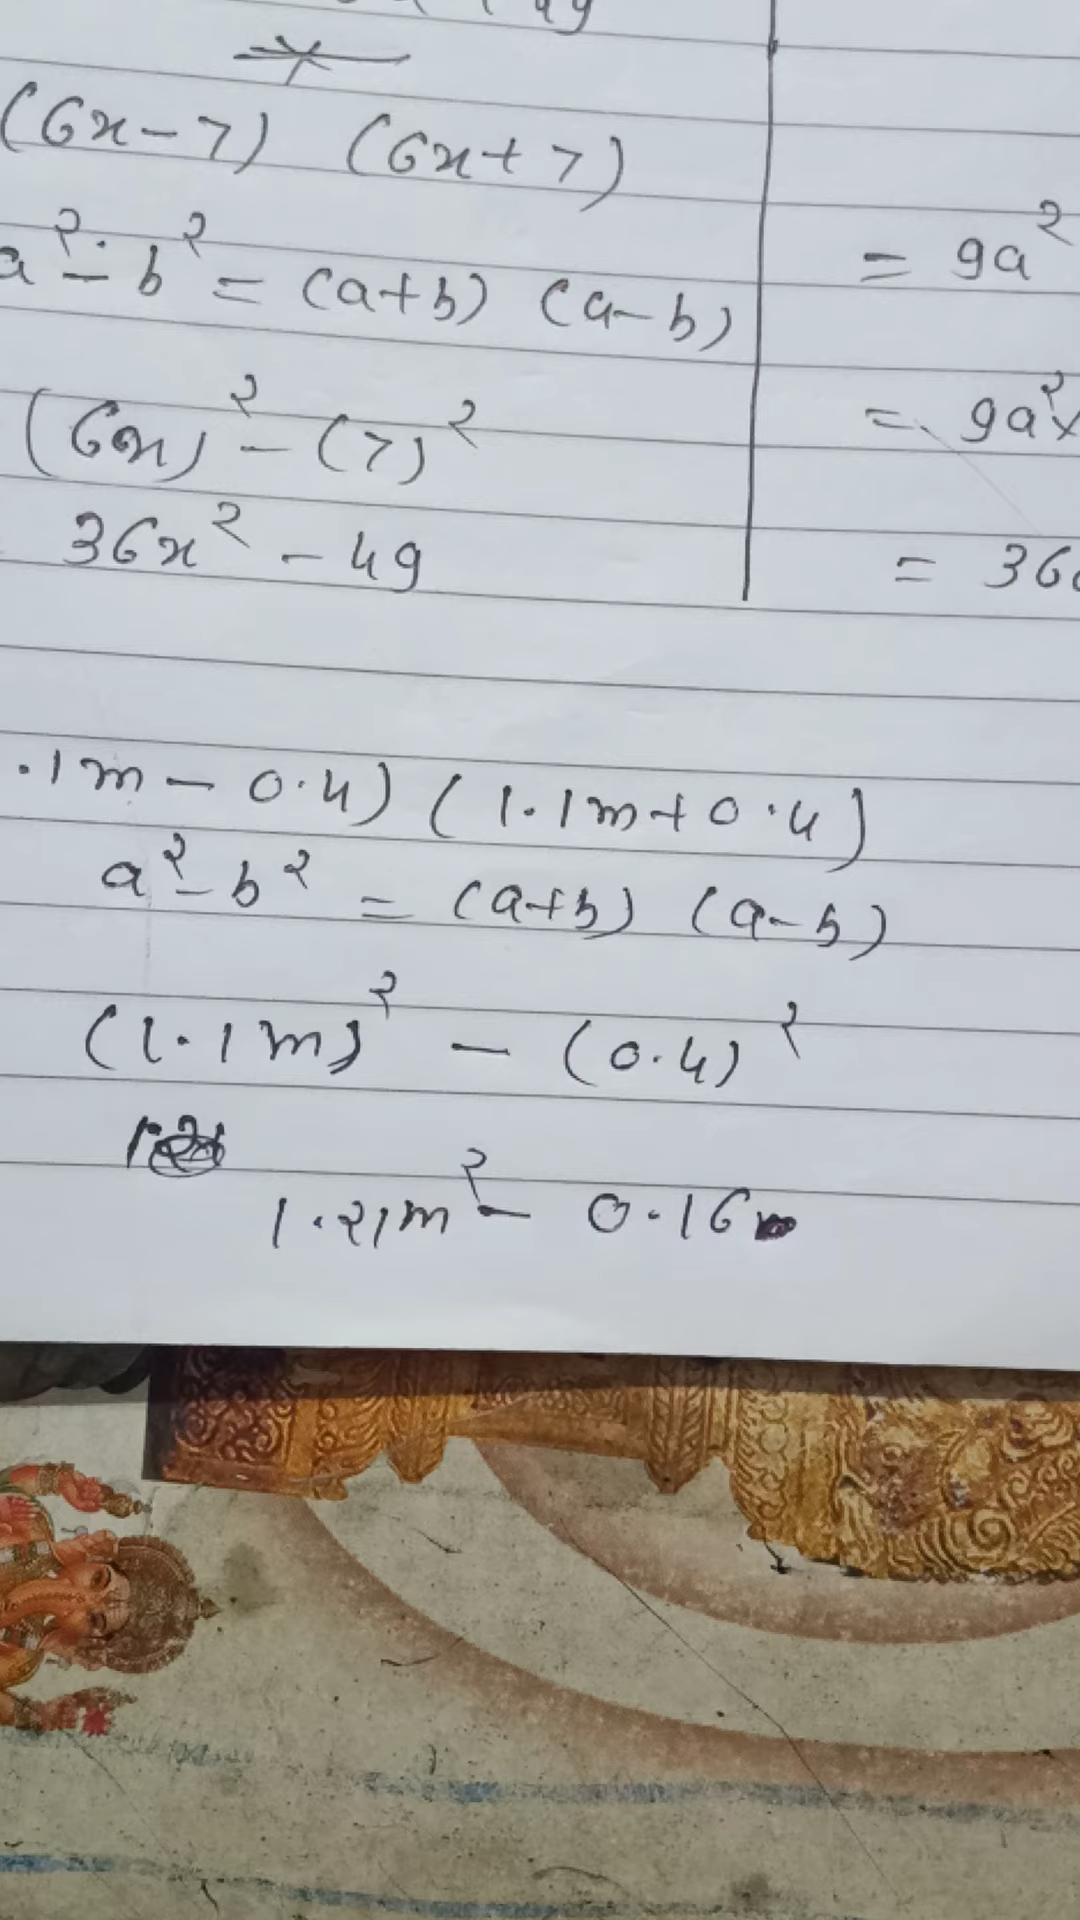 (6x-7) (6x+7)
a²-b² = (a+b) (a-b)
(6x)² - (7)²
36x² - 49
= 9a²
= 9a²x
= 36
.1m - 0.4) (1.1m+0.4)
a²-b² = (a+b) (a-b)
(1.1m)² - (0.4)²
1.21m² - 0.16